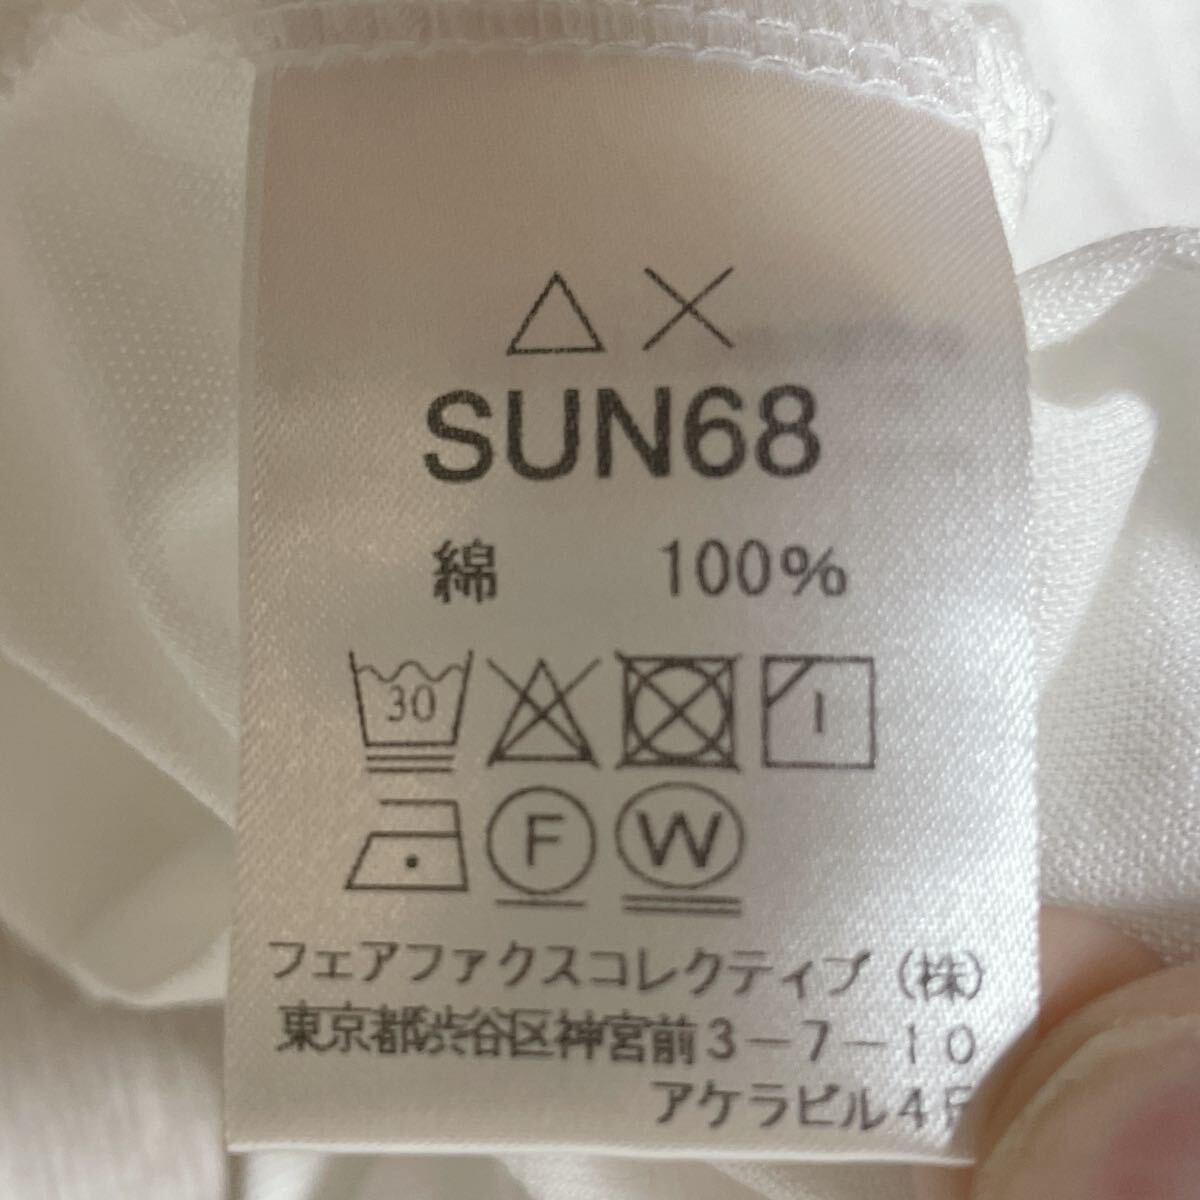 SUN68
綿 100%
30
F W
フェアファクスコレクティブ(株)
東京都渋谷区神宮前3-7-10
アケラビル4F